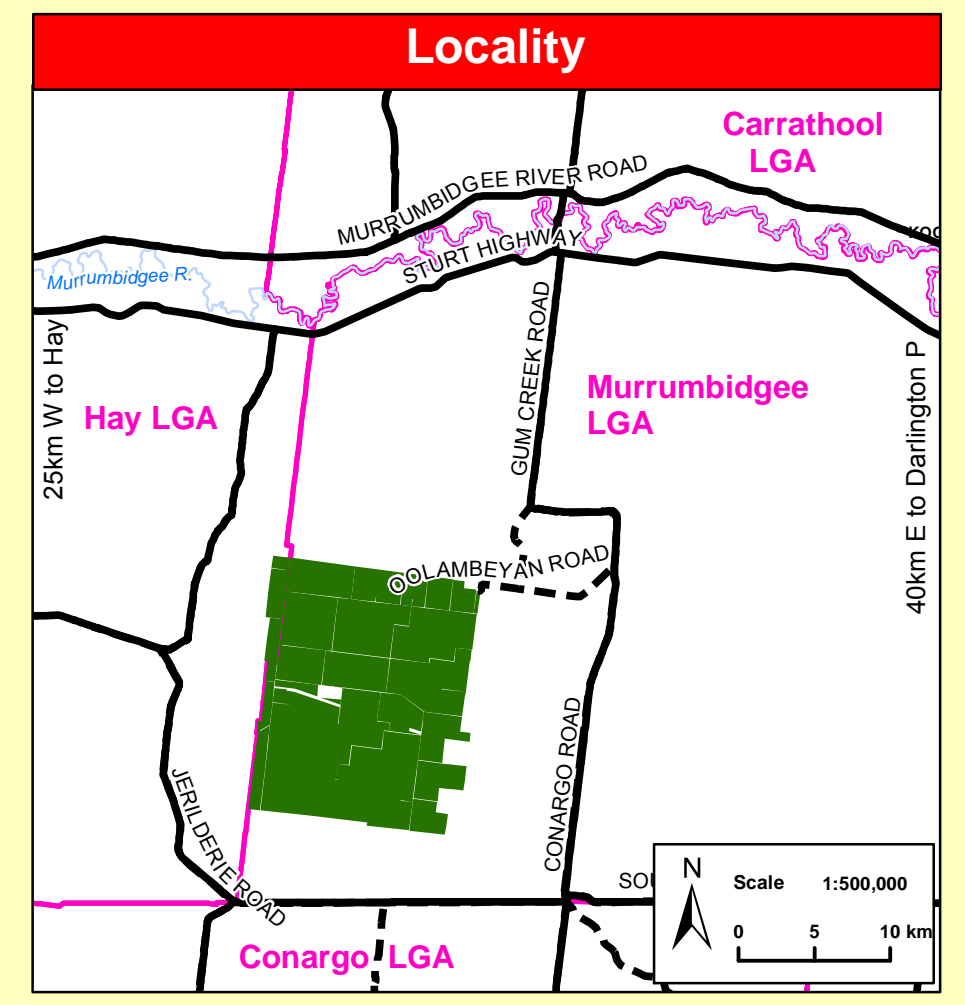 Locality
Carrathool
LGA
MURRUMBIDGEE RIVER ROAD
STURT HIGHWAY
Murrumbidgee R.
25km W to Hay
Hay LGA
GUM CREEK ROAD
Murrumbidgee
LGA
40km E to Darlington P
OOLAMBEYAN ROAD
JERILDERIE ROAD
CONARGO ROAD
SOU
Conargo LGA
N
Scale 1:500,000
0 5 10 km